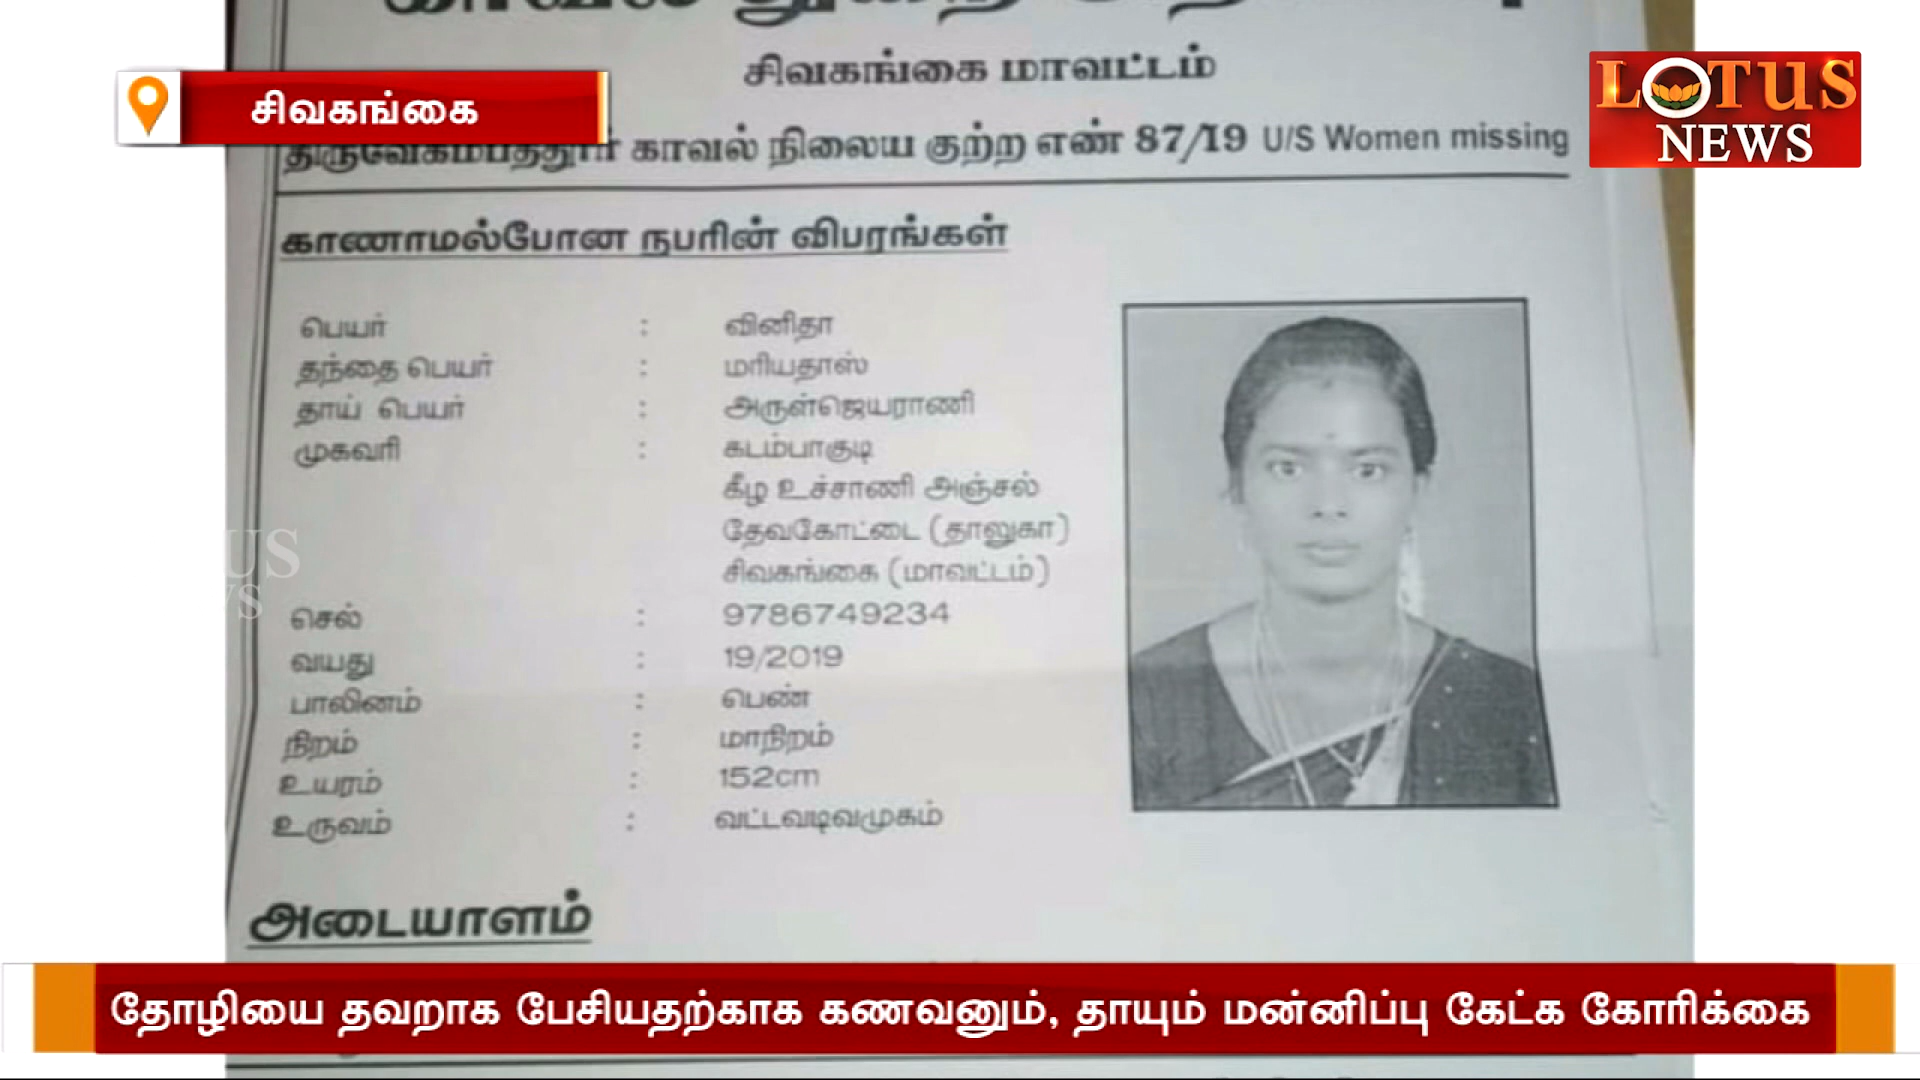 சிவகங்கை மாவட்டம்
சிவகங்கை
LOTUS
NEWS
திருவேகம்பத்தூர் காவல் நிலைய குற்ற எண் 87/19 U/S Women missing
காணாமல்போன நபரின் விபரங்கள்
பெயர் : வினிதா
தந்தை பெயர் : மரியதாஸ்
தாய் பெயர் : அருள்ஜெயராணி
முகவரி : கடம்பாகுடி
கீழ உச்சாணி அஞ்சல்
தேவகோட்டை (தாலுகா)
சிவகங்கை (மாவட்டம்)
செல் : 9786749234
வயது : 19/2019
பாலினம் : பெண்
நிறம் : மாநிறம்
உயரம் : 152cm
உருவம் : வட்டவடிவமுகம்
அடையாளம்
தோழியை தவறாக பேசியதற்காக கணவனும், தாயும் மன்னிப்பு கேட்க கோரிக்கை